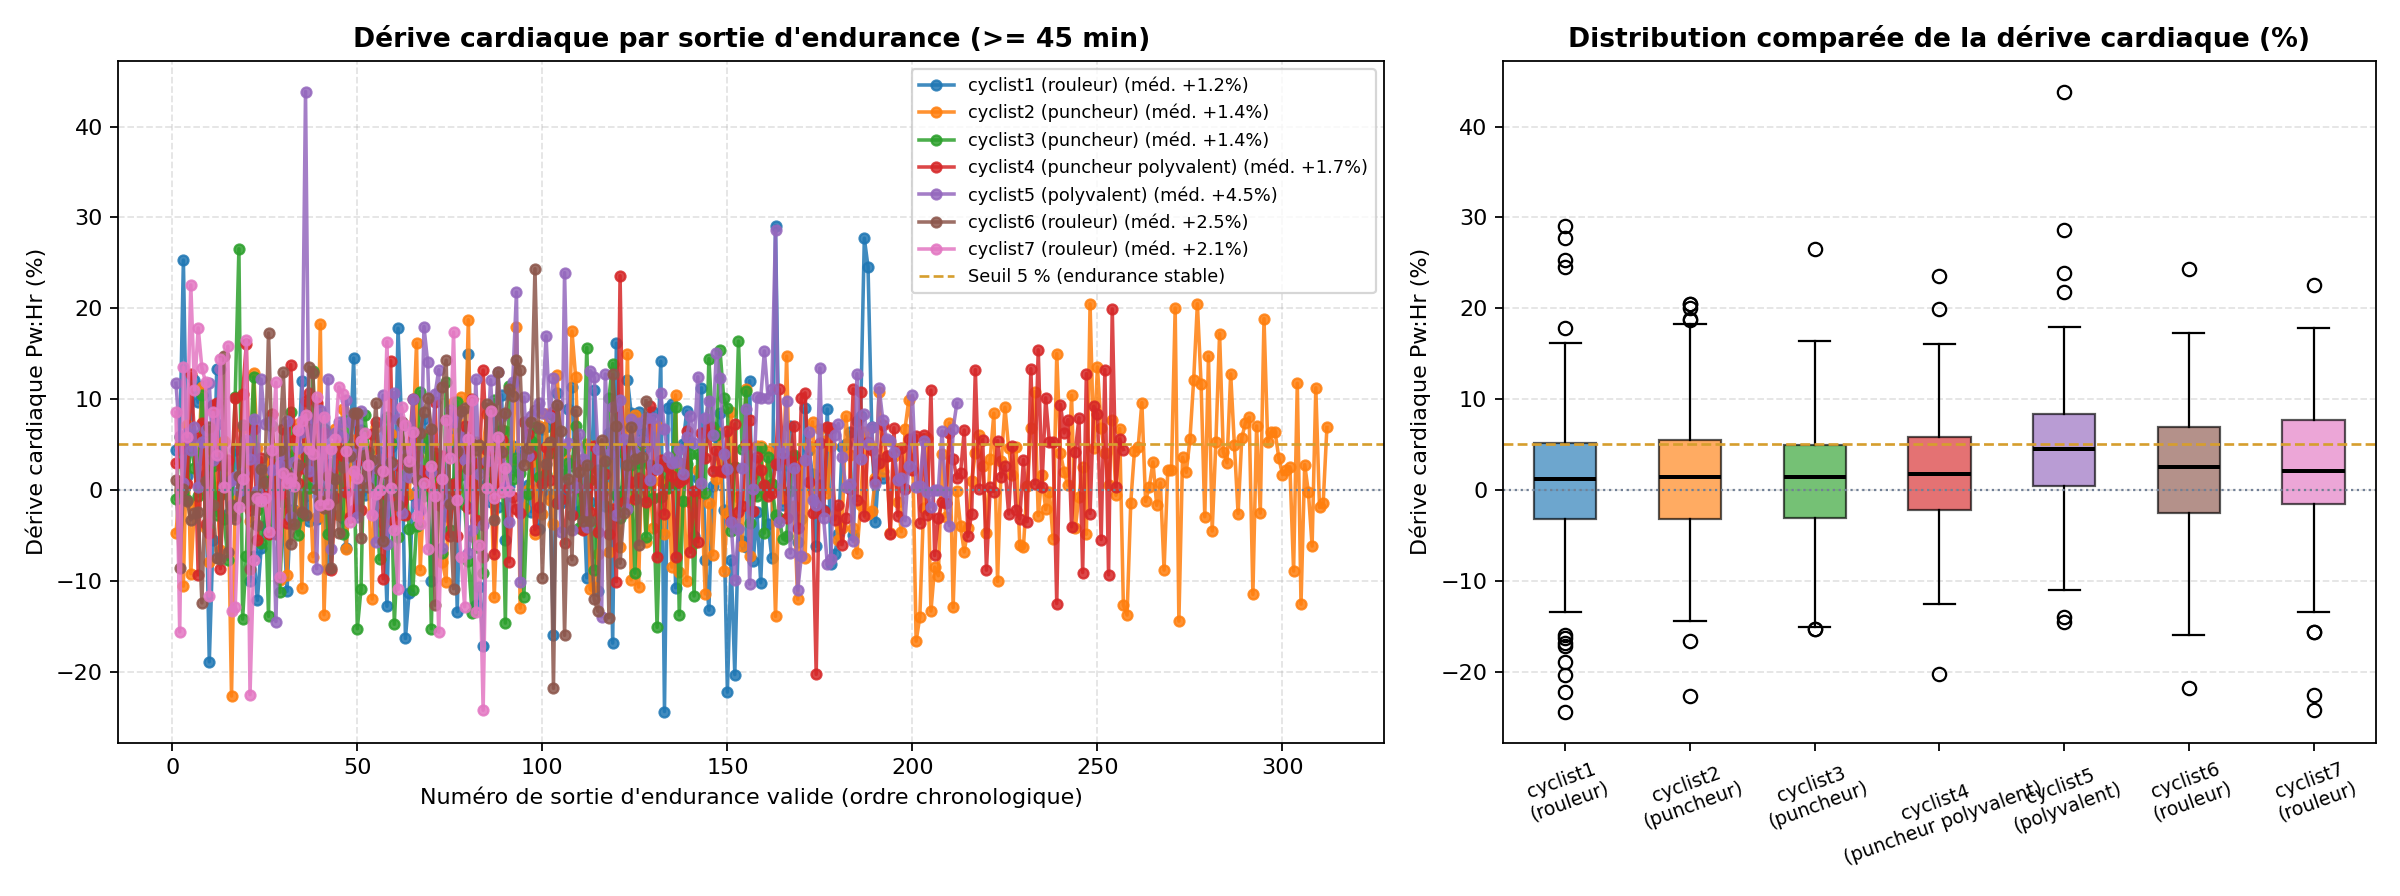 Dérive cardiaque par sortie d'endurance (>= 45 min)
Dérive cardiaque Pw:Hr (%)
40
30
20
10
0
−10
−20
cyclist1 (rouleur) (méd. +1.2%)
cyclist2 (puncheur) (méd. +1.4%)
cyclist3 (puncheur) (méd. +1.4%)
cyclist4 (puncheur polyvalent) (méd. +1.7%)
cyclist5 (polyvalent) (méd. +4.5%)
cyclist6 (rouleur) (méd. +2.5%)
cyclist7 (rouleur) (méd. +2.1%)
Seuil 5 % (endurance stable)
0
50
100
150
200
250
300
Numéro de sortie d'endurance valide (ordre chronologique)
Distribution comparée de la dérive cardiaque (%)
Dérive cardiaque Pw:Hr (%)
40
30
20
10
0
−10
−20
cyclist1
(rouleur)
cyclist2
(puncheur)
cyclist3
(puncheur)
cyclist4
(puncheur polyvalent)
cyclist5
(polyvalent)
cyclist6
(rouleur)
cyclist7
(rouleur)